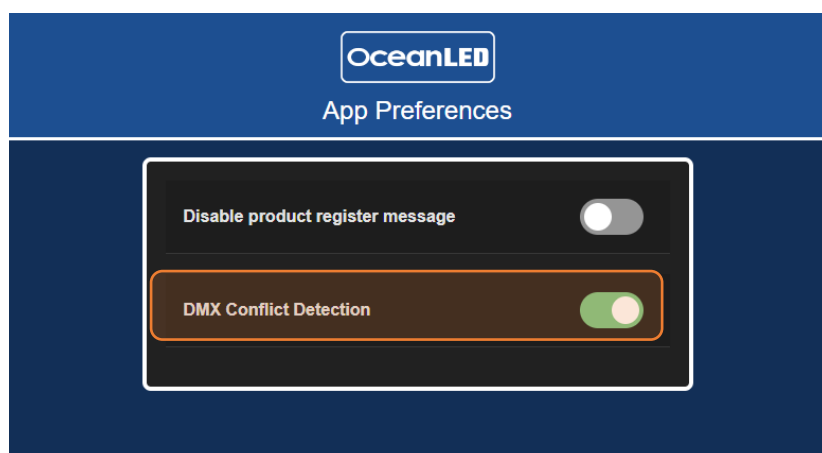 OceanLED
App Preferences
Disable product register message
DMX Conflict Detection